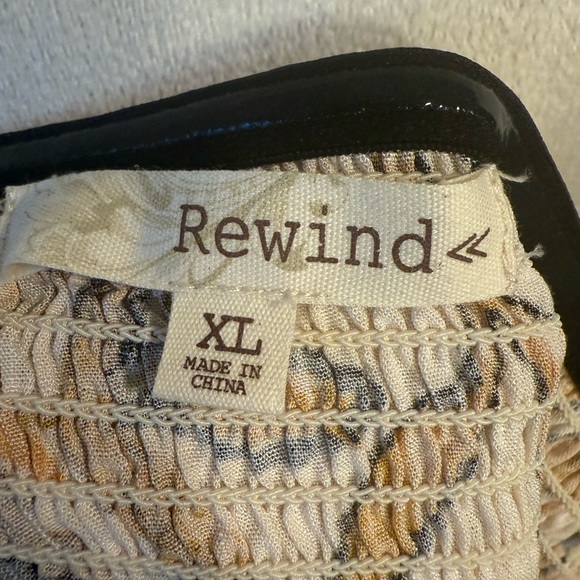 Rewind «
XL
MADE IN
CHINA